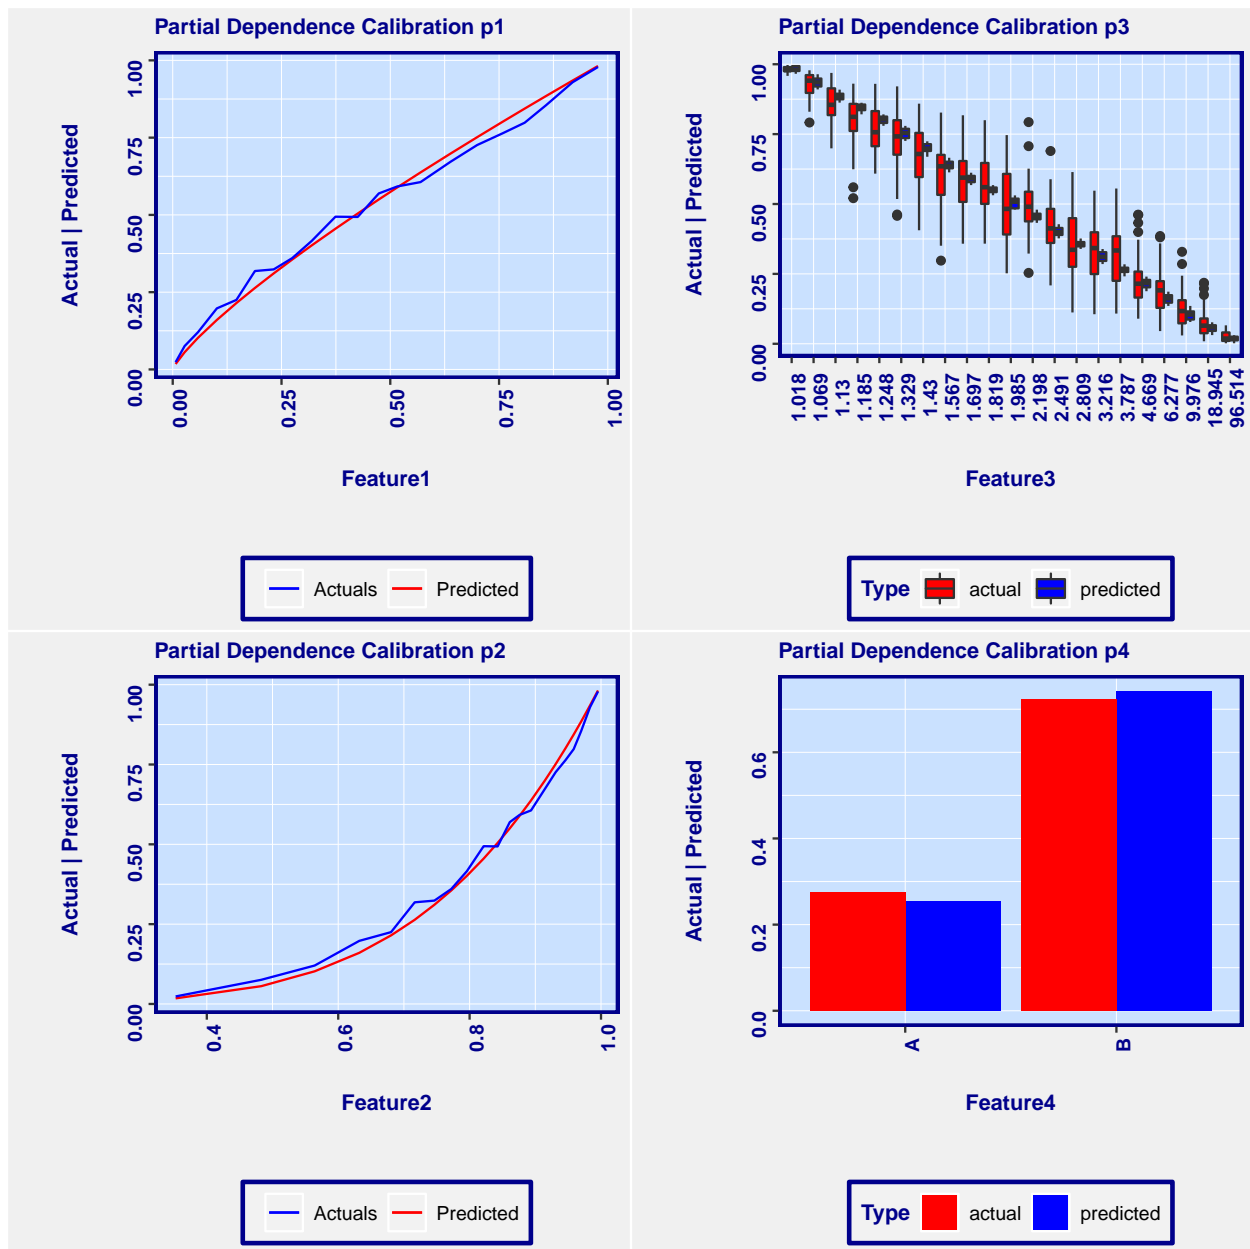 Partial Dependence Calibration p1
Actual | Predicted
1.00
0.75
0.50
0.25
0.00
0.00 0.25 0.50 0.75 1.00
Feature1
Actuals Predicted
Partial Dependence Calibration p3
Actual | Predicted
1.00
0.75
0.50
0.25
0.00
1.018 1.069 1.13 1.185 1.248 1.329 1.43 1.567 1.697 1.819 1.985 2.198 2.491 2.809 3.216 3.787 4.669 6.277 9.976 18.945 96.514
Feature3
Type actual predicted
Partial Dependence Calibration p2
Actual | Predicted
1.00
0.75
0.50
0.25
0.00
0.4 0.6 0.8 1.0
Feature2
Actuals Predicted
Partial Dependence Calibration p4
Actual | Predicted
0.6
0.4
0.2
0.0
A B
Feature4
Type actual predicted